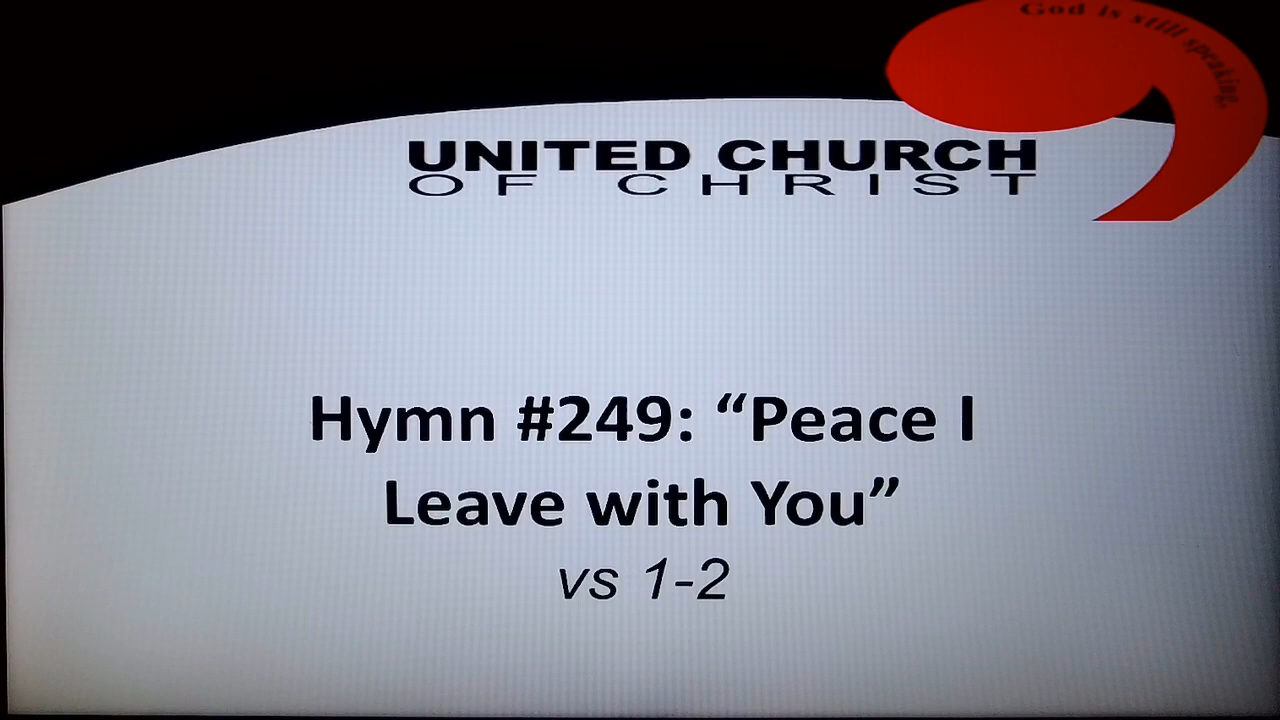 God is still speaking,
UNITED CHURCH
OF CHRIST
Hymn #249: “Peace I
Leave with You”
vs 1-2